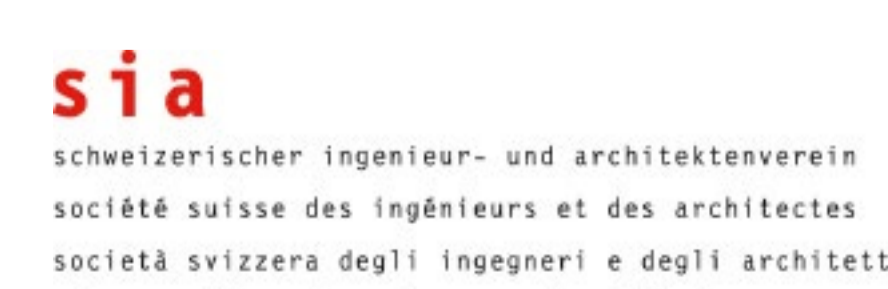 sia
schweizerischer ingenieur- und architektenverein
société suisse des ingénieurs et des architectes
società svizzera degli ingegneri e degli architett